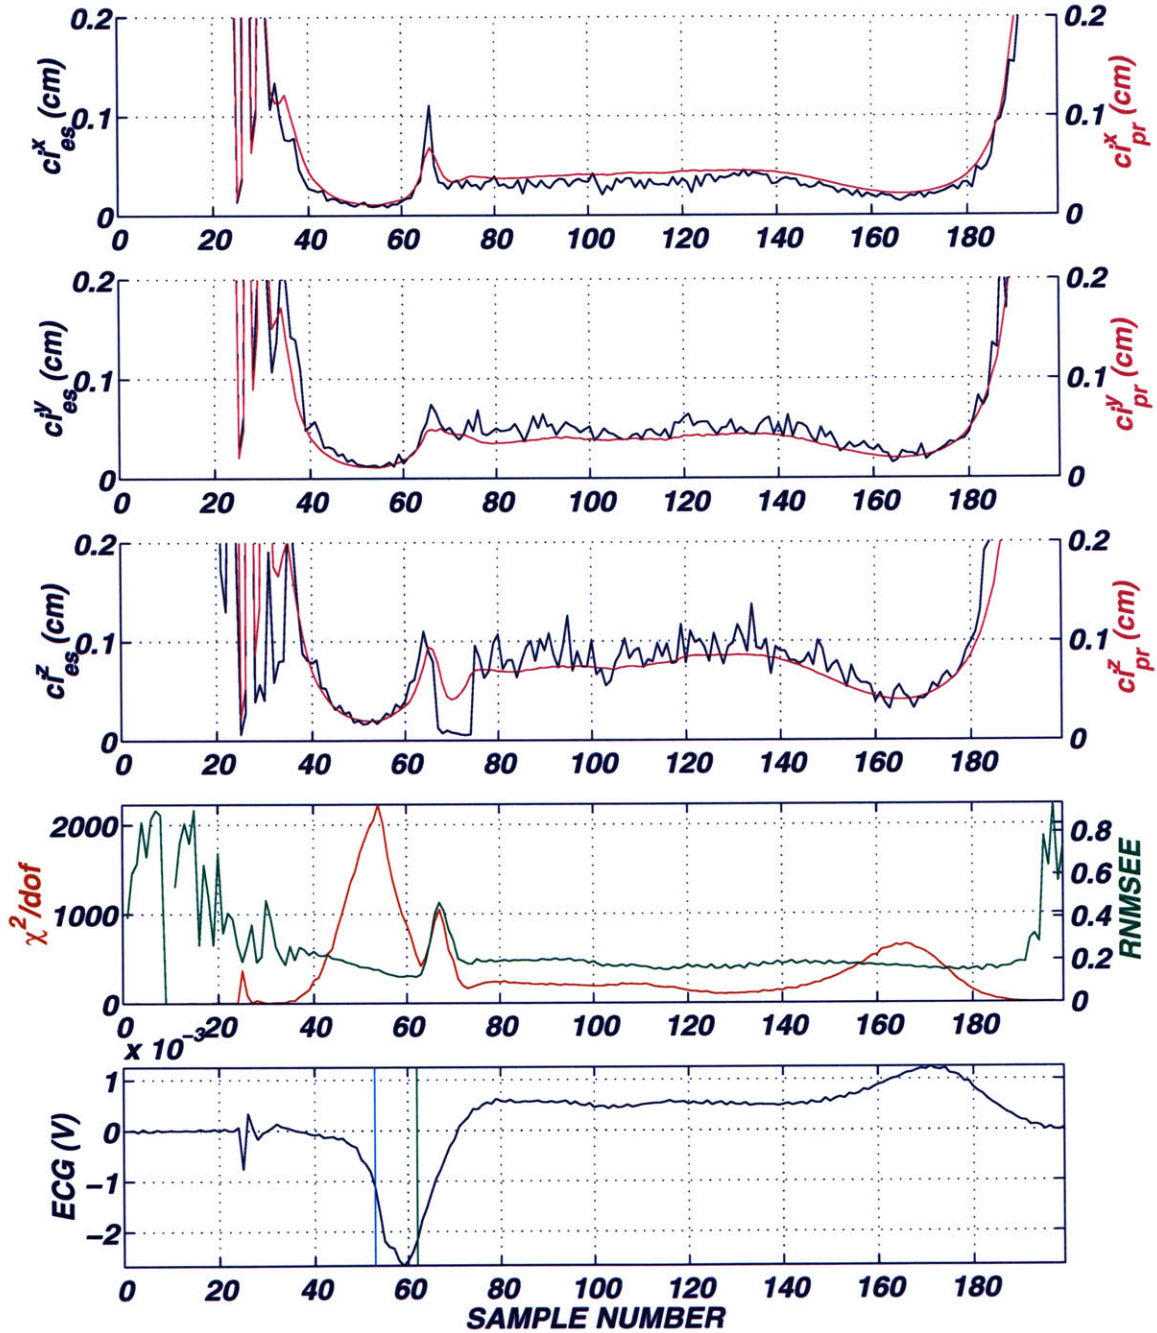 0.2 0.2
0.1 0.1
0 0
ci^x_es (cm) ci^x_pr (cm)
0 20 40 60 80 100 120 140 160 180
0.2 0.2
0.1 0.1
0 0
ci^y_es (cm) ci^y_pr (cm)
0 20 40 60 80 100 120 140 160 180
0.2 0.2
0.1 0.1
0 0
ci^z_es (cm) ci^z_pr (cm)
0 20 40 60 80 100 120 140 160 180
2000 0.8
0.6
1000 0.4
0.2
0 0
χ²/dof RNMSEE
0 20 40 60 80 100 120 140 160 180
x 10⁻³
1
0
−1
−2
ECG (V)
0 20 40 60 80 100 120 140 160 180
SAMPLE NUMBER